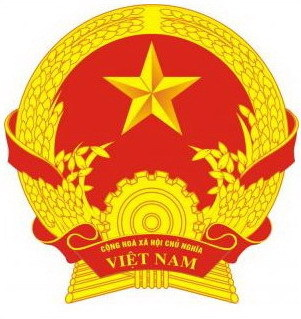 CỘNG HOÀ XÃ HỘI CHỦ NGHĨA
VIỆT NAM